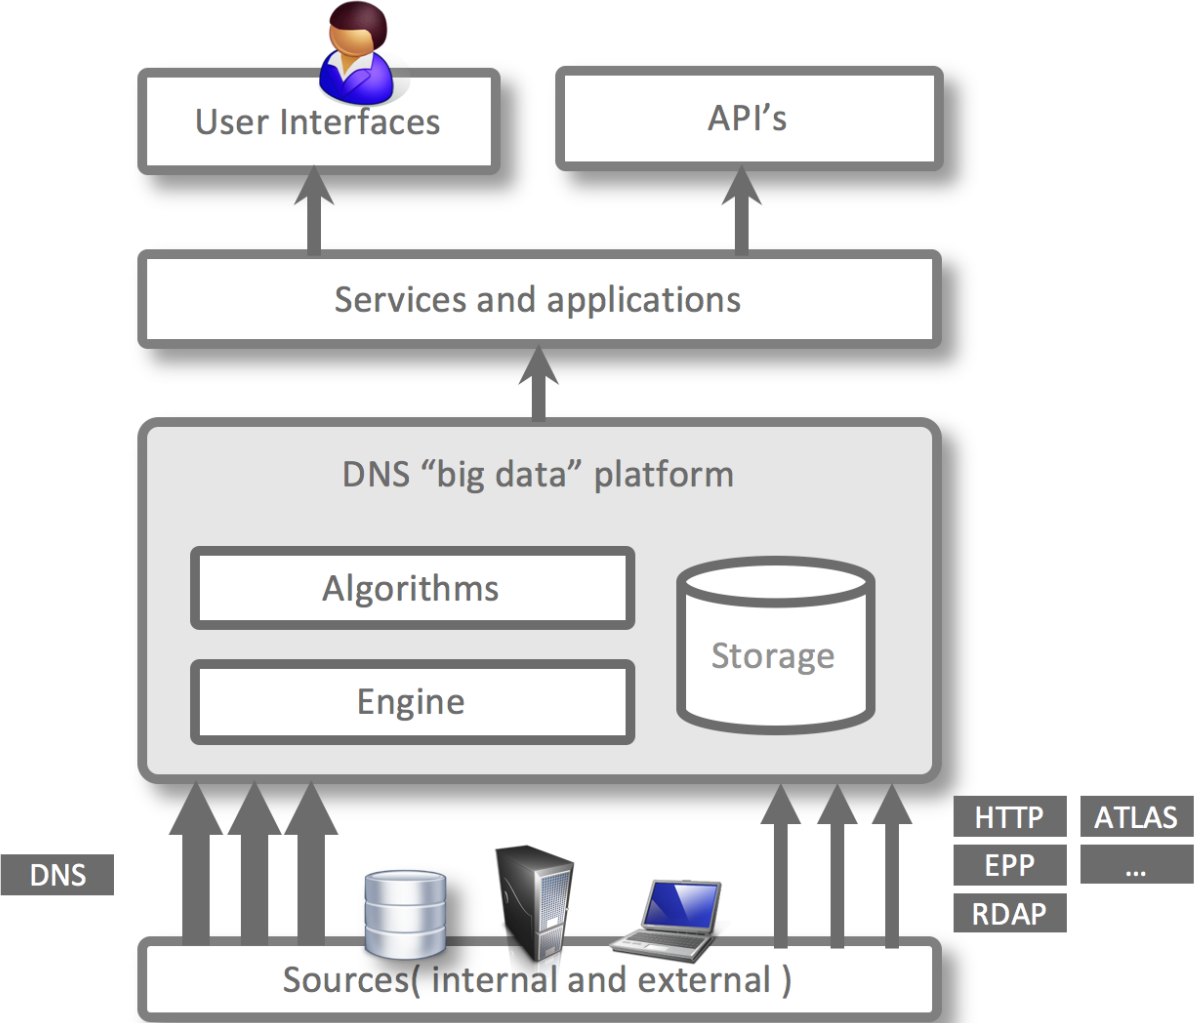 User Interfaces
API’s
Services and applications
DNS “big data” platform
Algorithms
Storage
Engine
HTTP
ATLAS
DNS
EPP
...
RDAP
Sources( internal and external )